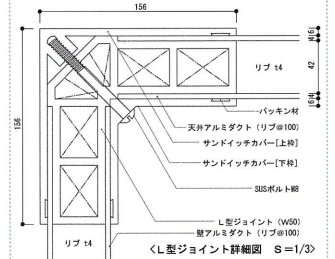 156
6
4
リブ t4
42
4
6
パッキン材
156
天井アルミダクト（リブ@100）
サンドイッチカバー[上枠]
サンドイッチカバー[下枠]
SUSボルトM8
L型ジョイント（W50）
壁アルミダクト（リブ@100）
リブ t4
＜L型ジョイント詳細図 S=1/3＞